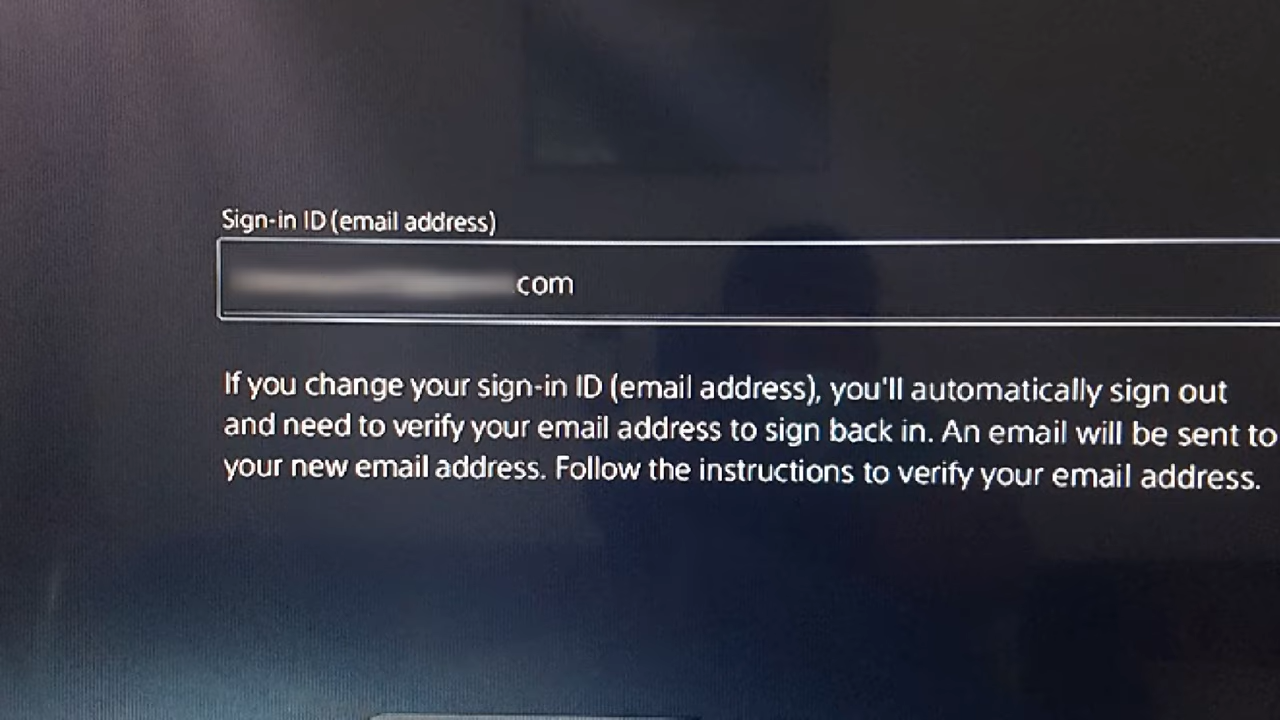 Sign-in ID (email address)
com
If you change your sign-in ID (email address), you'll automatically sign out
and need to verify your email address to sign back in. An email will be sent to
your new email address. Follow the instructions to verify your email address.